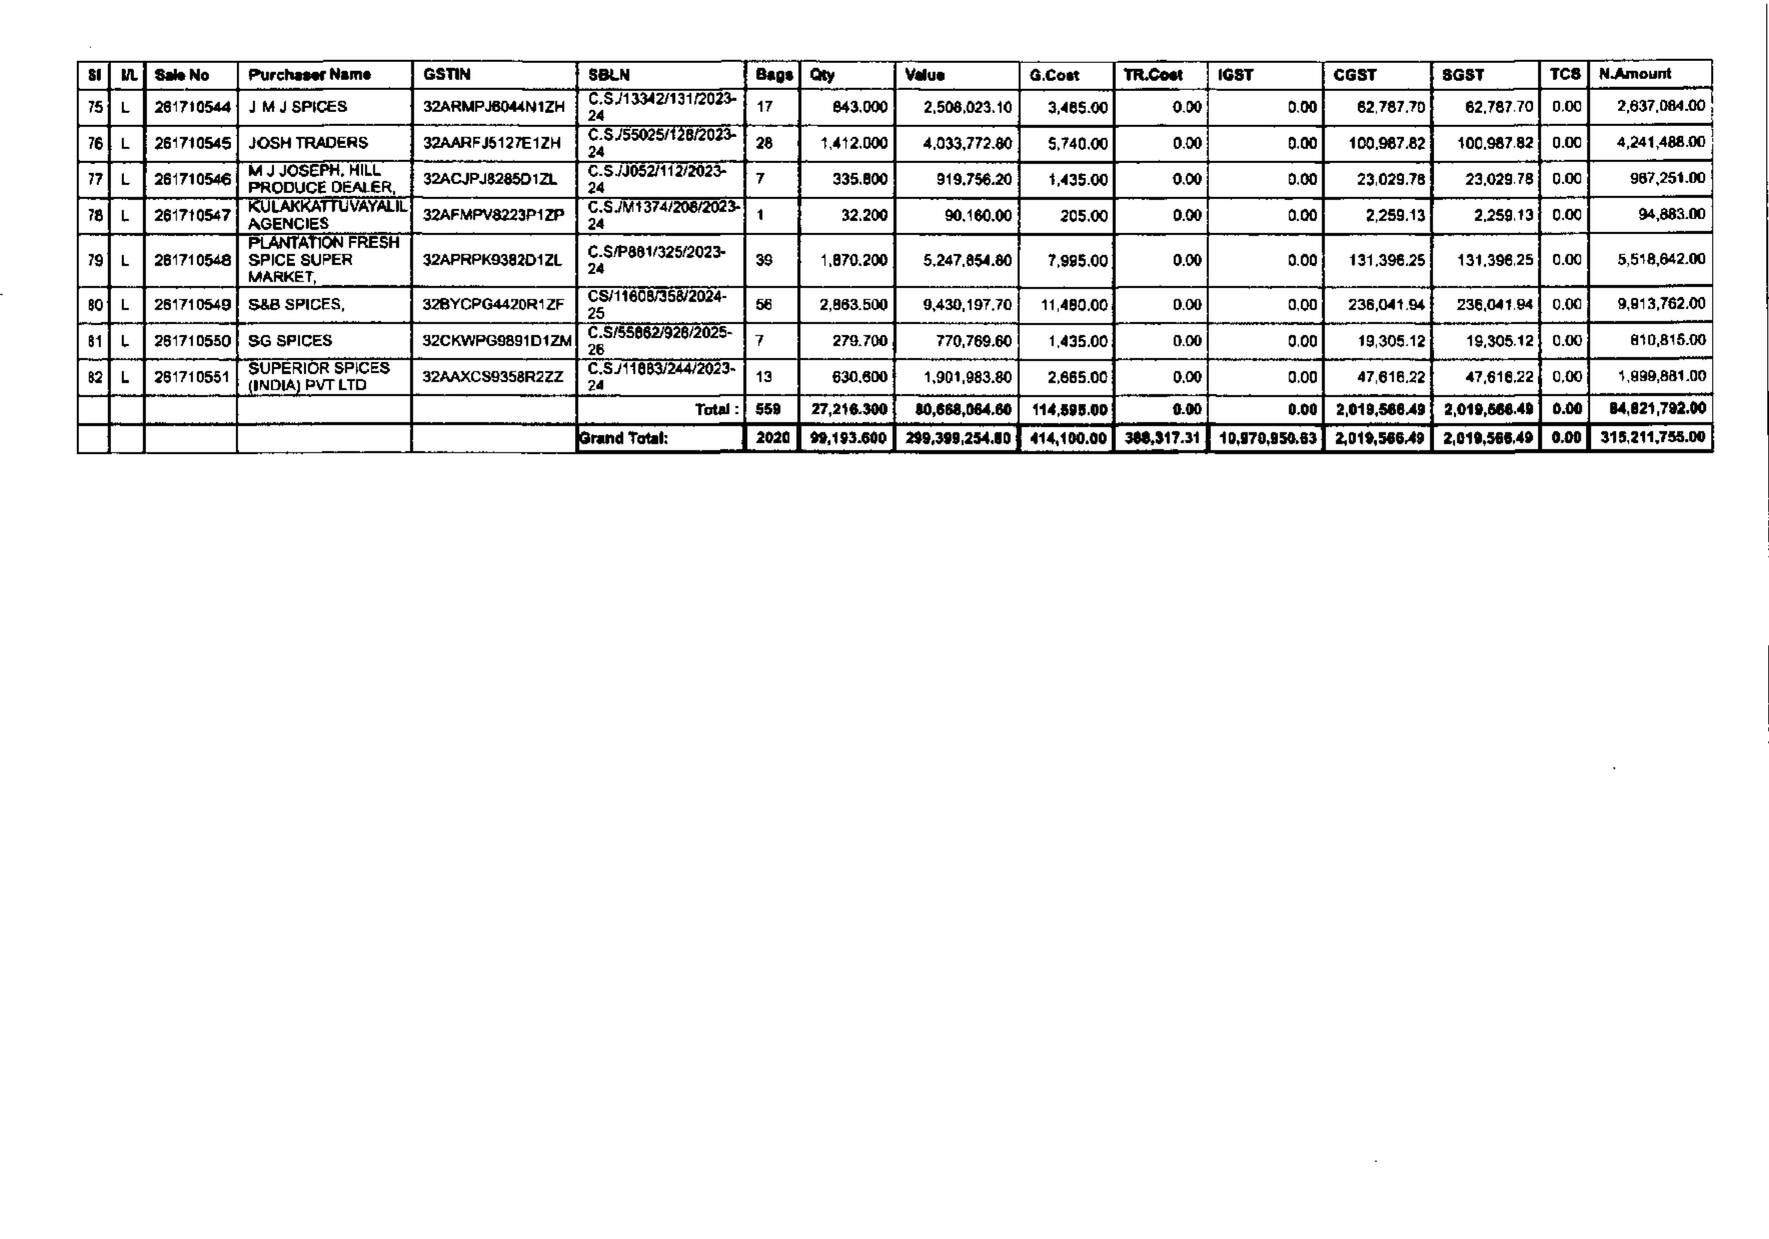 Sl I/L Sale No Purchaser Name GSTIN SBLN Bags Qty Value G.Cost TR.Cost IGST CGST SGST TCS N.Amount
75 L 261710544 J M J SPICES 32ARMPJ6044N1ZH C.S./13342/131/2023-24 17 843.000 2,508,023.10 3,485.00 0.00 0.00 62,787.70 62,787.70 0.00 2,637,084.00
76 L 261710545 JOSH TRADERS 32AARFJ5127E1ZH C.S./55025/128/2023-24 28 1,412.000 4,033,772.80 5,740.00 0.00 0.00 100,987.82 100,987.82 0.00 4,241,488.00
77 L 261710546 M J JOSEPH, HILL PRODUCE DEALER, 32ACJPJ8285D1ZL C.S./J052/112/2023-24 7 335.800 919,756.20 1,435.00 0.00 0.00 23,029.78 23,029.78 0.00 967,251.00
78 L 261710547 KULAKKATTUVAYALIL AGENCIES 32AFMPV8223P1ZP C.S./M1374/208/2023-24 1 32.200 90,160.00 205.00 0.00 0.00 2,259.13 2,259.13 0.00 94,883.00
79 L 261710548 PLANTATION FRESH SPICE SUPER MARKET, 32APRPK9382D1ZL C.S/P881/325/2023-24 39 1,870.200 5,247,854.80 7,995.00 0.00 0.00 131,396.25 131,396.25 0.00 5,518,642.00
80 L 261710549 S&B SPICES, 32BYCPG4420R1ZF CS/11608/358/2024-25 56 2,863.500 9,430,197.70 11,480.00 0.00 0.00 236,041.94 236,041.94 0.00 9,913,762.00
81 L 261710550 SG SPICES 32CKWPG9891D1ZM C.S/55862/928/2025-26 7 279.700 770,769.60 1,435.00 0.00 0.00 19,305.12 19,305.12 0.00 810,815.00
82 L 261710551 SUPERIOR SPICES (INDIA) PVT LTD 32AAXCS9358R2ZZ C.S./11883/244/2023-24 13 630.600 1,901,983.80 2,665.00 0.00 0.00 47,616.22 47,616.22 0.00 1,999,881.00
Total : 559 27,216.300 80,668,064.60 114,595.00 0.00 0.00 2,019,566.49 2,019,566.49 0.00 84,821,792.00
Grand Total: 2020 99,193.600 299,399,254.80 414,100.00 388,317.31 10,970,950.63 2,019,566.49 2,019,566.49 0.00 315,211,755.00